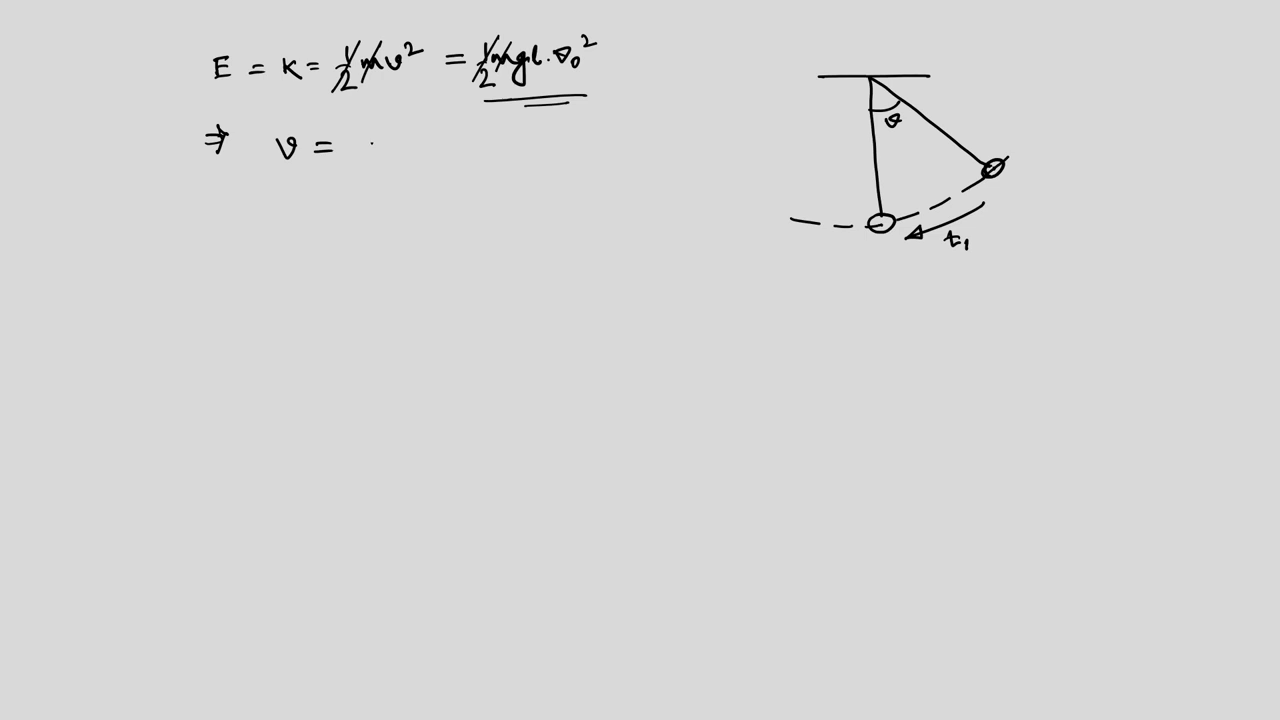 E = K = 1/2 mv² = 1/2 mgl·θ₀²
⇒ v =
θ
t₁